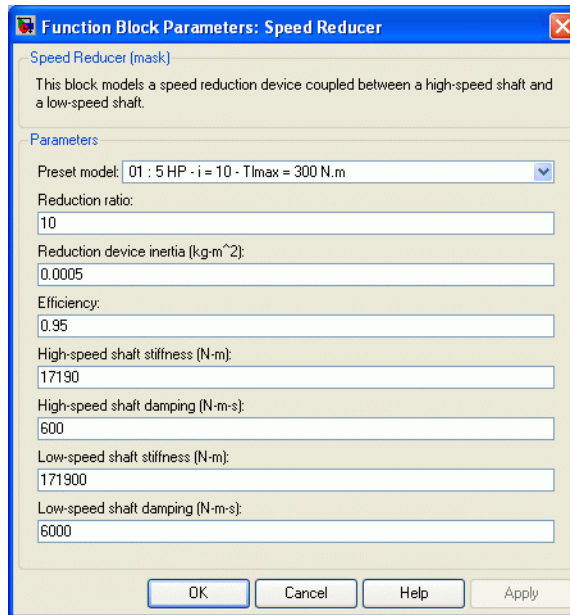 Function Block Parameters: Speed Reducer
Speed Reducer (mask)
This block models a speed reduction device coupled between a high-speed shaft and
a low-speed shaft.
Parameters
Preset model: 01 : 5 HP - i = 10 - Tlmax = 300 N.m
Reduction ratio:
10
Reduction device inertia (kg-m^2):
0.0005
Efficiency:
0.95
High-speed shaft stiffness (N-m):
17190
High-speed shaft damping (N-m-s):
600
Low-speed shaft stiffness (N-m):
171900
Low-speed shaft damping (N-m-s):
6000
OK Cancel Help Apply